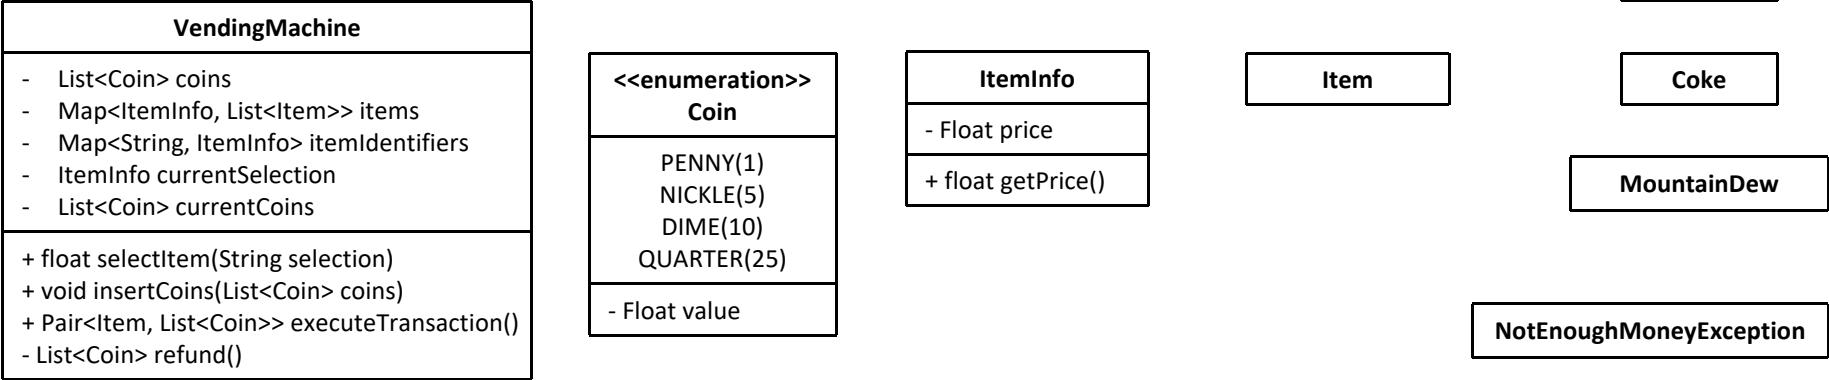 VendingMachine
- List<Coin> coins
- Map<ItemInfo, List<Item>> items
- Map<String, ItemInfo> itemIdentifiers
- ItemInfo currentSelection
- List<Coin> currentCoins
+ float selectItem(String selection)
+ void insertCoins(List<Coin> coins)
+ Pair<Item, List<Coin>> executeTransaction()
- List<Coin> refund()
<<enumeration>>
Coin
PENNY(1)
NICKLE(5)
DIME(10)
QUARTER(25)
- Float value
ItemInfo
- Float price
+ float getPrice()
Item
Coke
MountainDew
NotEnoughMoneyException